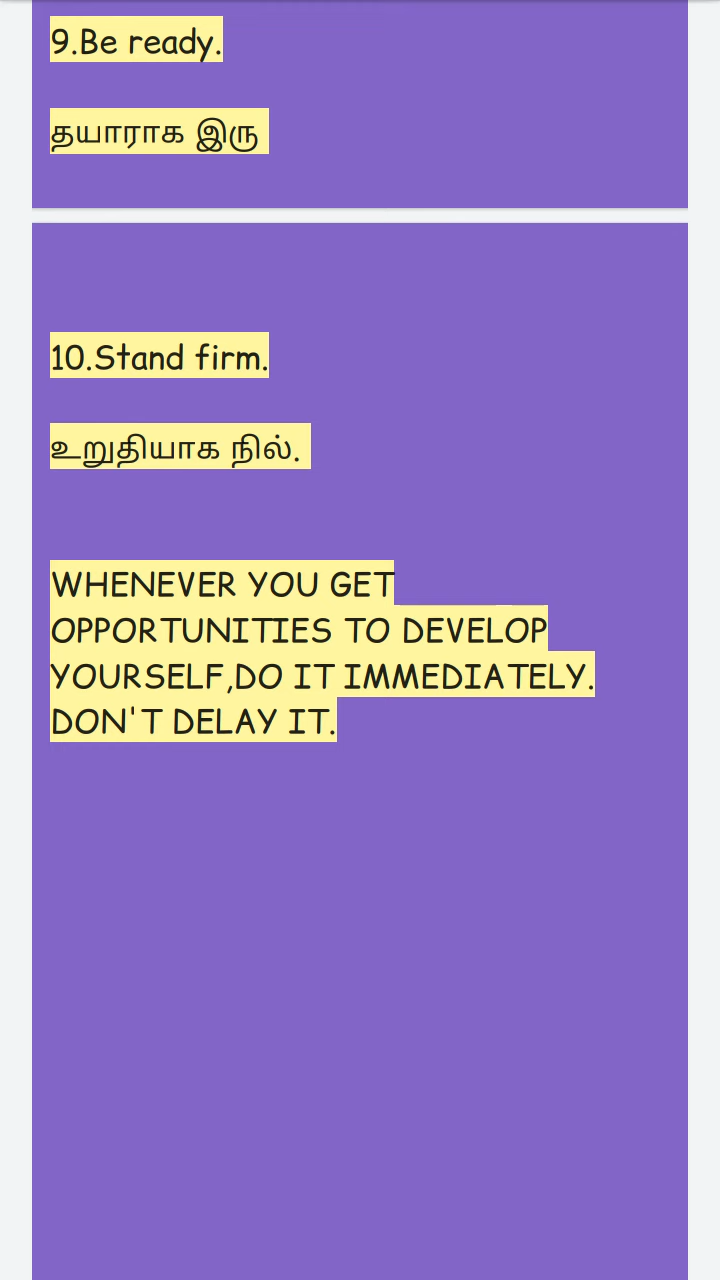 9.Be ready.
தயாராக இரு
10.Stand firm.
உறுதியாக நில்.
WHENEVER YOU GET
OPPORTUNITIES TO DEVELOP
YOURSELF,DO IT IMMEDIATELY.
DON'T DELAY IT.